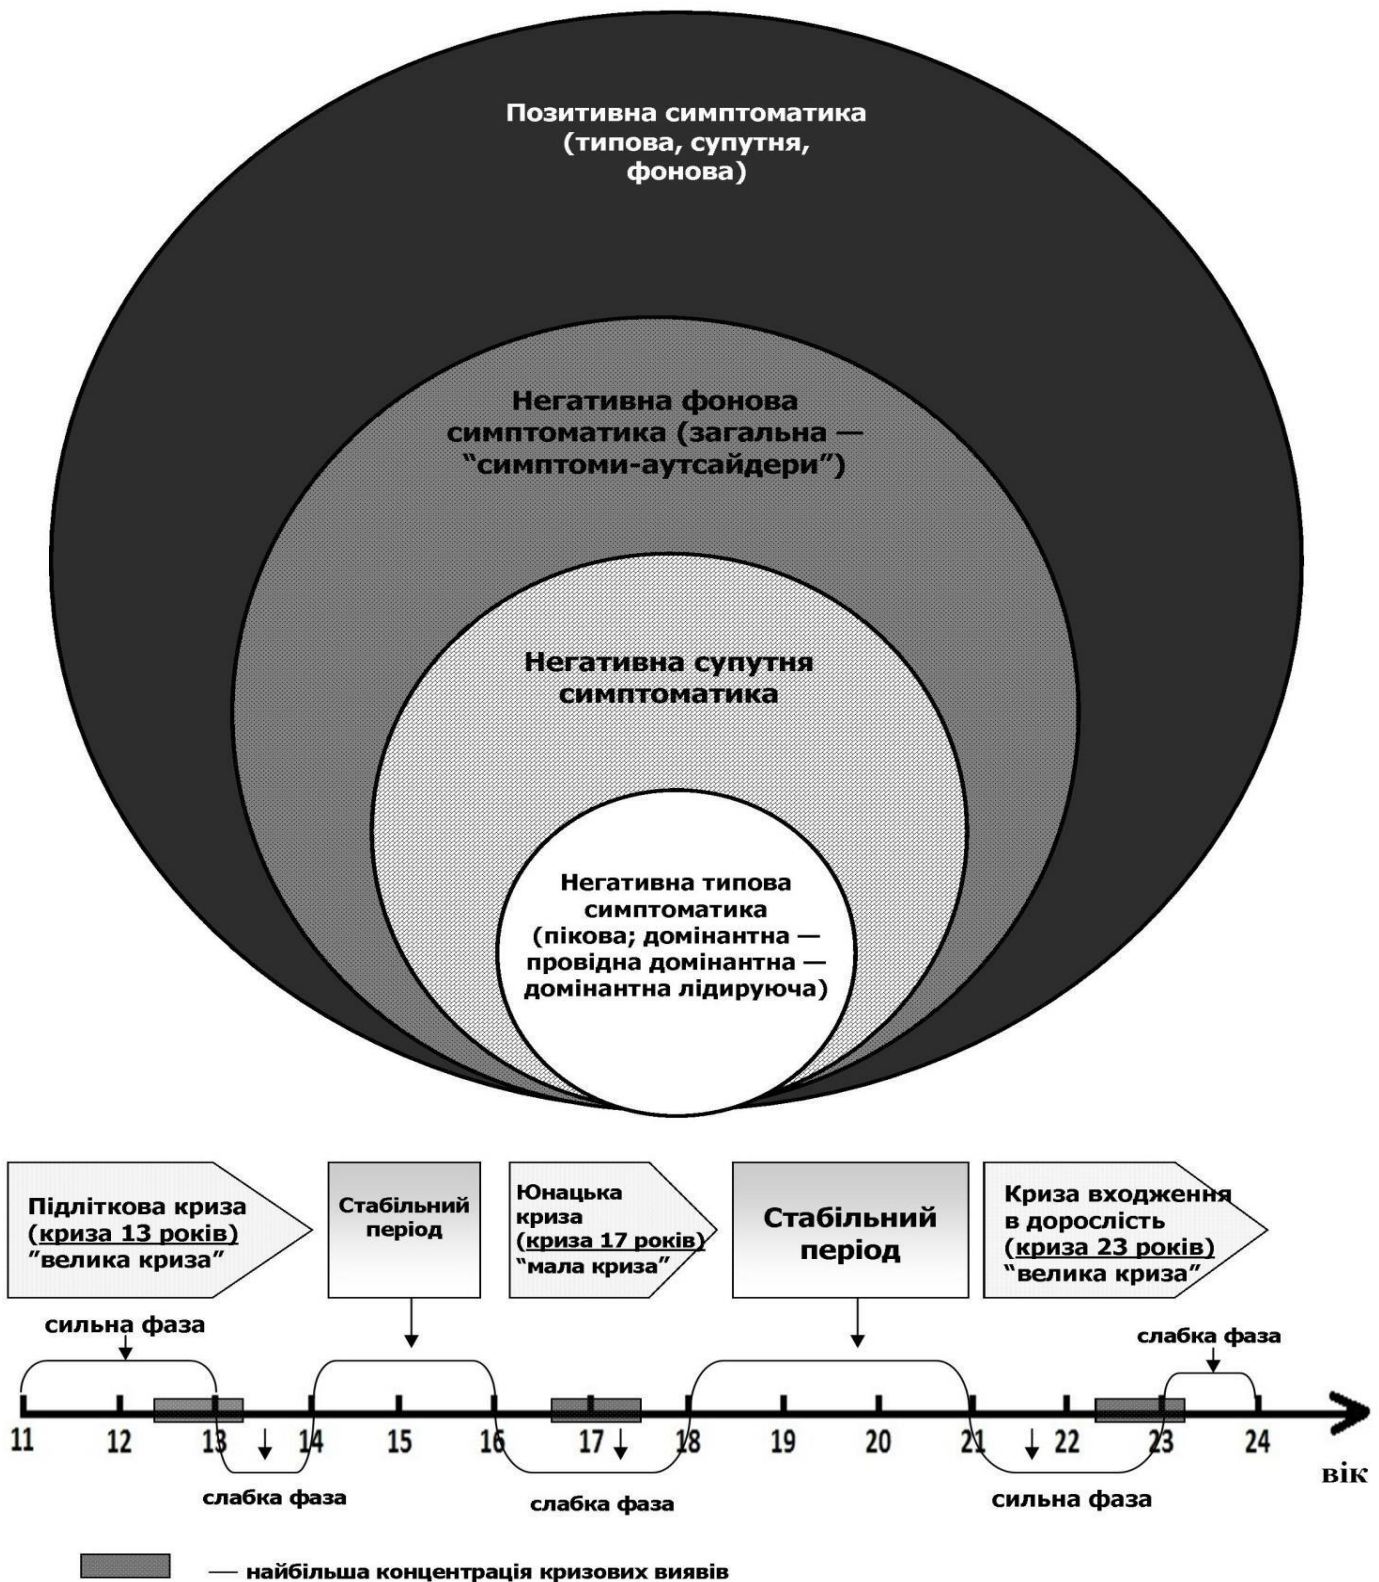 Позитивна симптоматика
(типова, супутня,
фонова)
Негативна фонова
симптоматика (загальна —
“симптоми-аутсайдери”)
Негативна супутня
симптоматика
Негативна типова
симптоматика
(пікова; домінантна —
провідна домінантна —
домінантна лідируюча)
Підліткова криза
(криза 13 років)
”велика криза”
Стабільний
період
Юнацька
криза
(криза 17 років)
“мала криза”
Стабільний
період
Криза входження
в дорослість
(криза 23 років)
“велика криза”
сильна фаза
слабка фаза
11 12 13 14 15 16 17 18 19 20 21 22 23 24
вік
слабка фаза
слабка фаза
сильна фаза
— найбільша концентрація кризових виявів